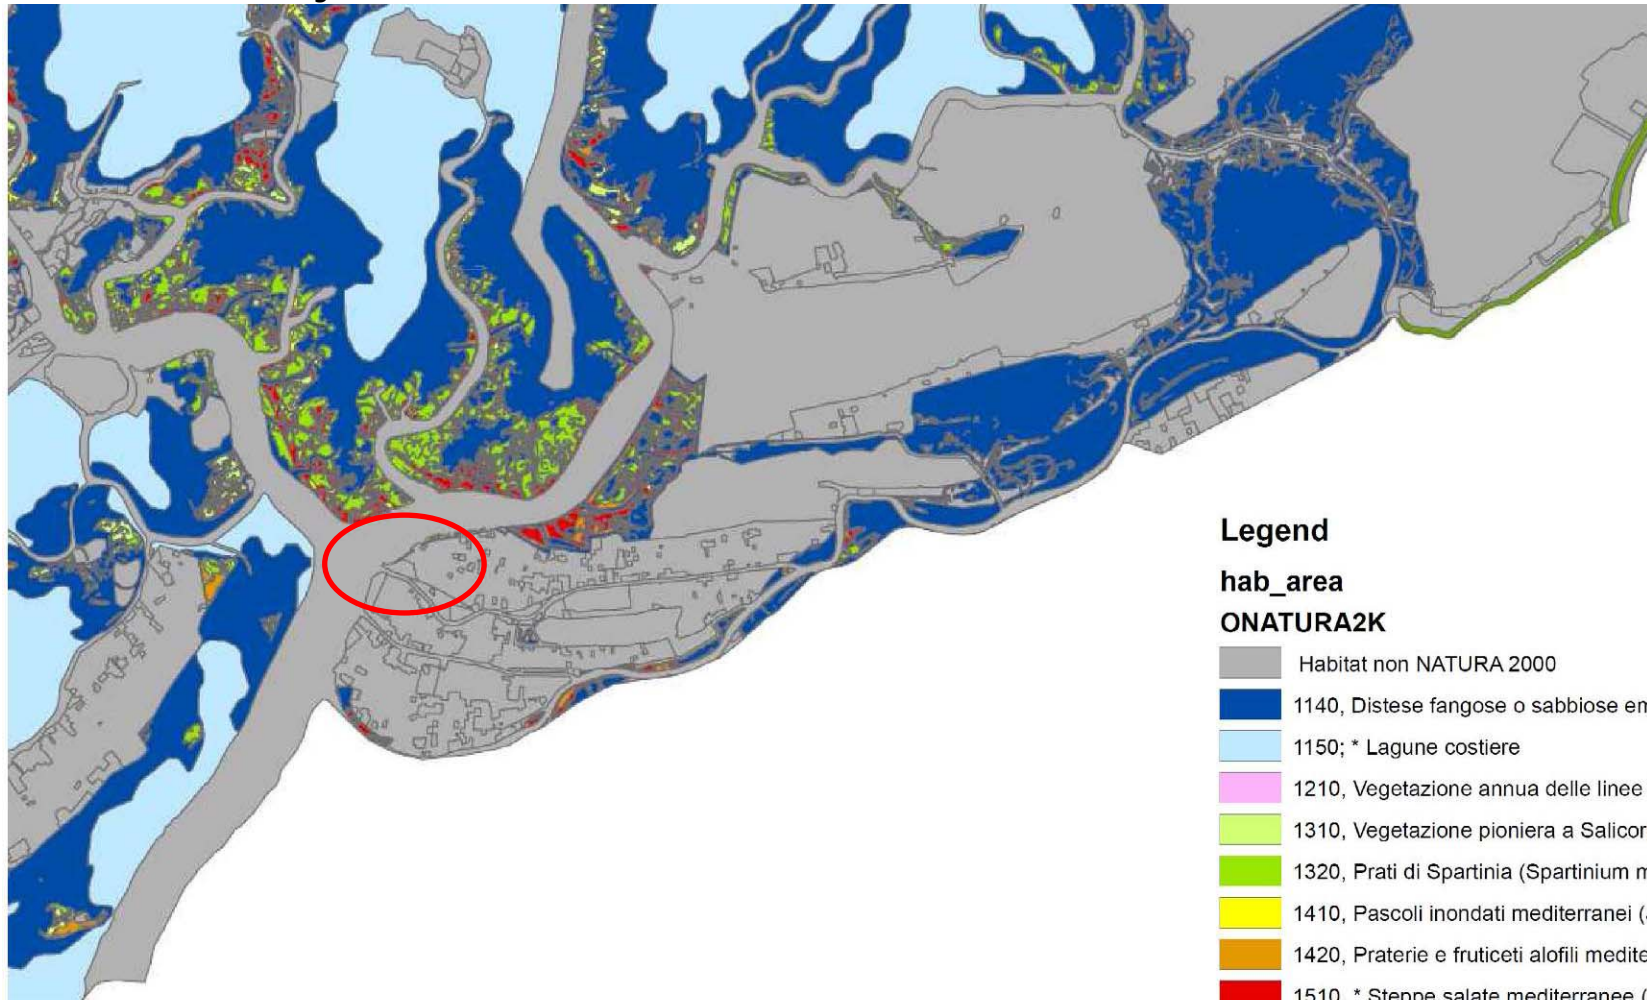 Legend
hab_area
ONATURA2K
Habitat non NATURA 2000
1140, Distese fangose o sabbiose em
1150; * Lagune costiere
1210, Vegetazione annua delle linee
1310, Vegetazione pioniera a Salicor
1320, Prati di Spartinia (Spartinium m
1410, Pascoli inondati mediterranei (
1420, Praterie e fruticeti alofili medite
1510, * Steppe salate mediterranee (